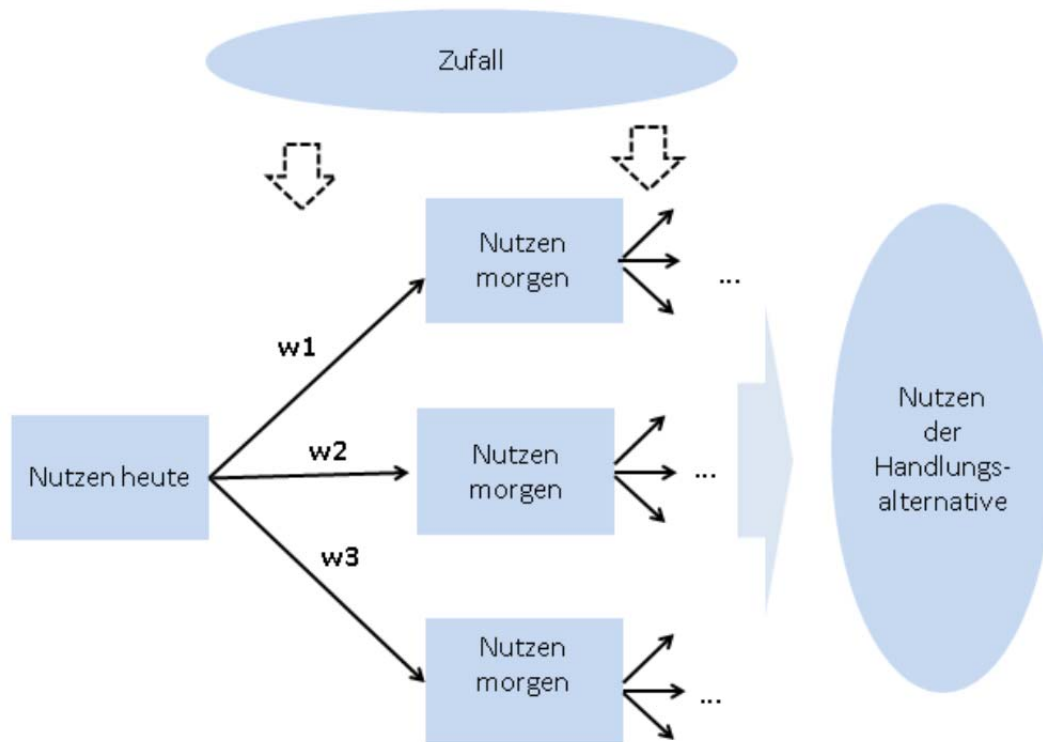 Zufall
Nutzen
morgen
...
w1
Nutzen heute
w2
Nutzen
morgen
...
w3
Nutzen
morgen
...
Nutzen
der
Handlungs-
alternative